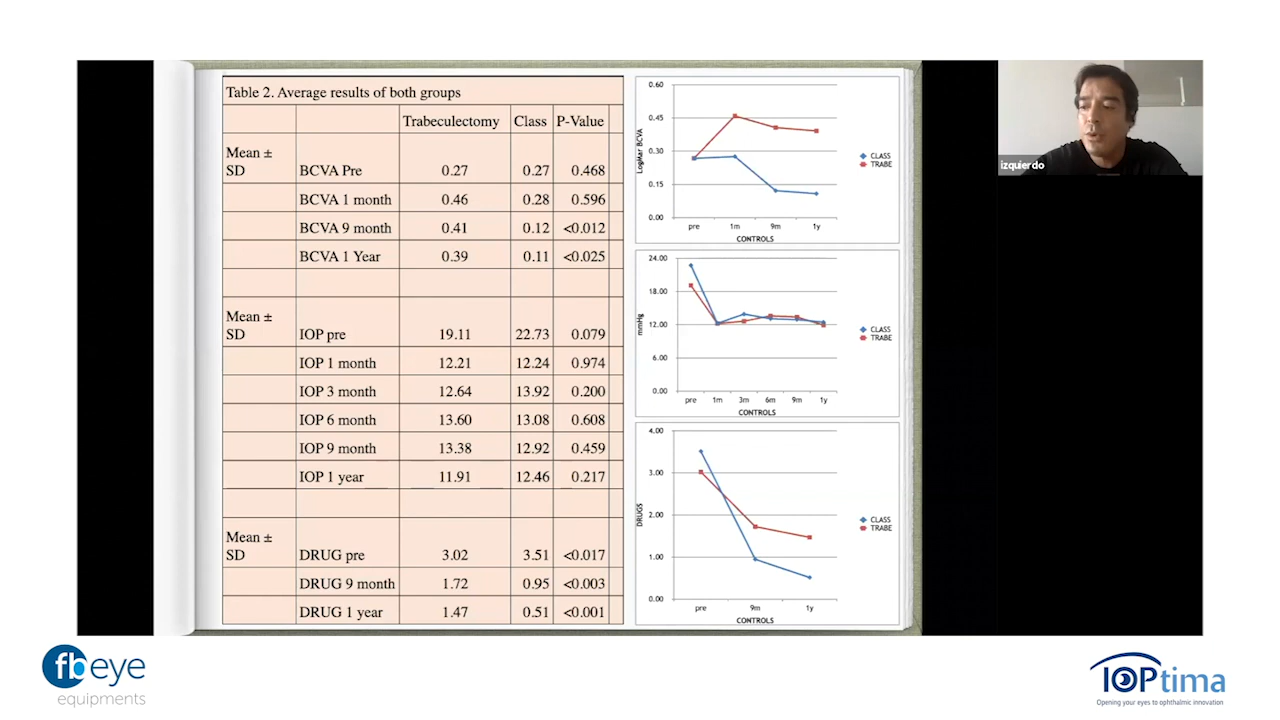 Table 2. Average results of both groups
Trabeculectomy Class P-Value
Mean ±
SD BCVA Pre 0.27 0.27 0.468
BCVA 1 month 0.46 0.28 0.596
BCVA 9 month 0.41 0.12 <0.012
BCVA 1 Year 0.39 0.11 <0.025
Mean ±
SD IOP pre 19.11 22.73 0.079
IOP 1 month 12.21 12.24 0.974
IOP 3 month 12.64 13.92 0.200
IOP 6 month 13.60 13.08 0.608
IOP 9 month 13.38 12.92 0.459
IOP 1 year 11.91 12.46 0.217
Mean ±
SD DRUG pre 3.02 3.51 <0.017
DRUG 9 month 1.72 0.95 <0.003
DRUG 1 year 1.47 0.51 <0.001
LogMar BCVA
0.60
0.45
0.30
0.15
0.00
pre 1m 9m 1y
CONTROLS
CLASS
TRABE
mmHg
24.00
18.00
12.00
6.00
0.00
pre 1m 3m 6m 9m 1y
CONTROLS
CLASS
TRABE
DRUGS
4.00
3.00
2.00
1.00
0.00
pre 9m 1y
CONTROLS
CLASS
TRABE
izquierdo
fbeye
equipments
IOPtima
Opening your eyes to ophthalmic innovation